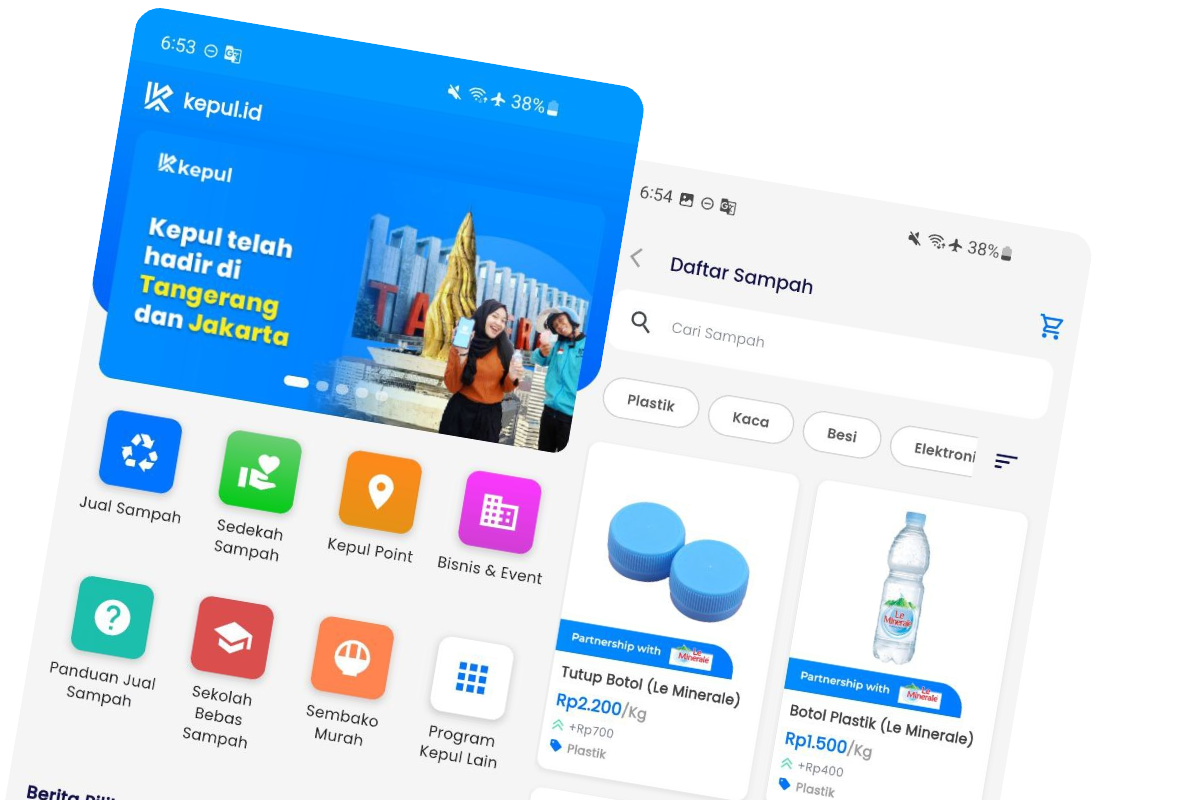 6:53
38%
kepul.id
kepul
Kepul telah
hadir di
Tangerang
dan Jakarta
Jual Sampah
Sedekah
Sampah
Kepul Point
Bisnis & Event
Panduan Jual
Sampah
Sekolah
Bebas
Sampah
Sembako
Murah
Program
Kepul Lain
6:54
38%
Daftar Sampah
Cari Sampah
Plastik
Kaca
Besi
Elektroni
Partnership with
Le Minerale
Tutup Botol (Le Minerale)
Rp2.200/Kg
+Rp700
Plastik
Le Minerale
Partnership with
Le Minerale
Botol Plastik (Le Minerale)
Rp1.500/Kg
+Rp400
Plastik